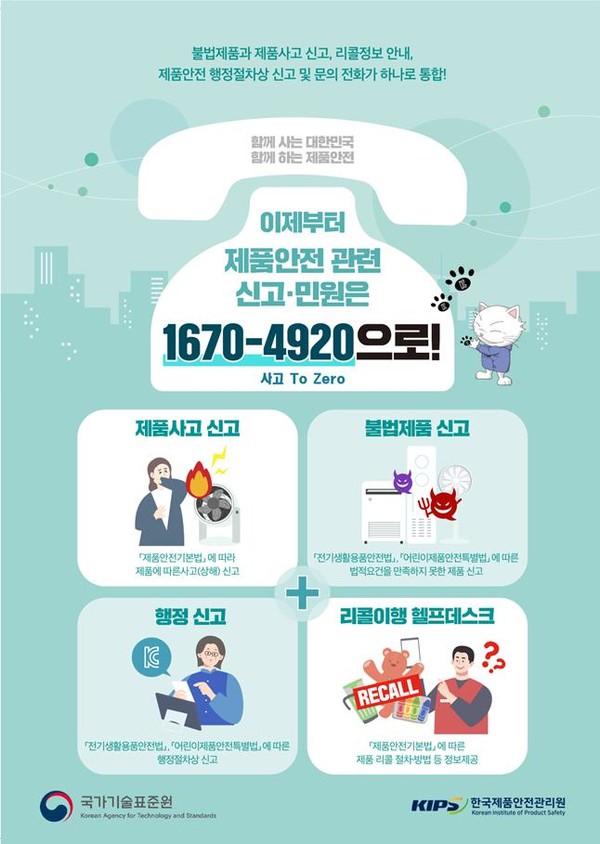 불법제품과 제품사고 신고, 리콜정보 안내,
제품안전 행정절차상 신고 및 문의 전화가 하나로 통합!
함께 사는 대한민국
함께 하는 제품안전
이제부터
제품안전 관련
신고·민원은
1670-4920으로!
사고 To Zero
제품사고 신고
「제품안전기본법」에 따라
제품에 따른사고(상해) 신고
불법제품 신고
「전기생활용품안전법」, 「어린이제품안전특별법」에 따른
법적요건을 만족하지 못한 제품 신고
행정 신고
「전기생활용품안전법」, 「어린이제품안전특별법」에 따른
행정절차상 신고
리콜이행 헬프데스크
RECALL
「제품안전기본법」에 따른
제품 리콜 절차·방법 등 정보제공
국가기술표준원
Korean Agency for Technology and Standards
KIPS 한국제품안전관리원
Korean Institute of Product Safety